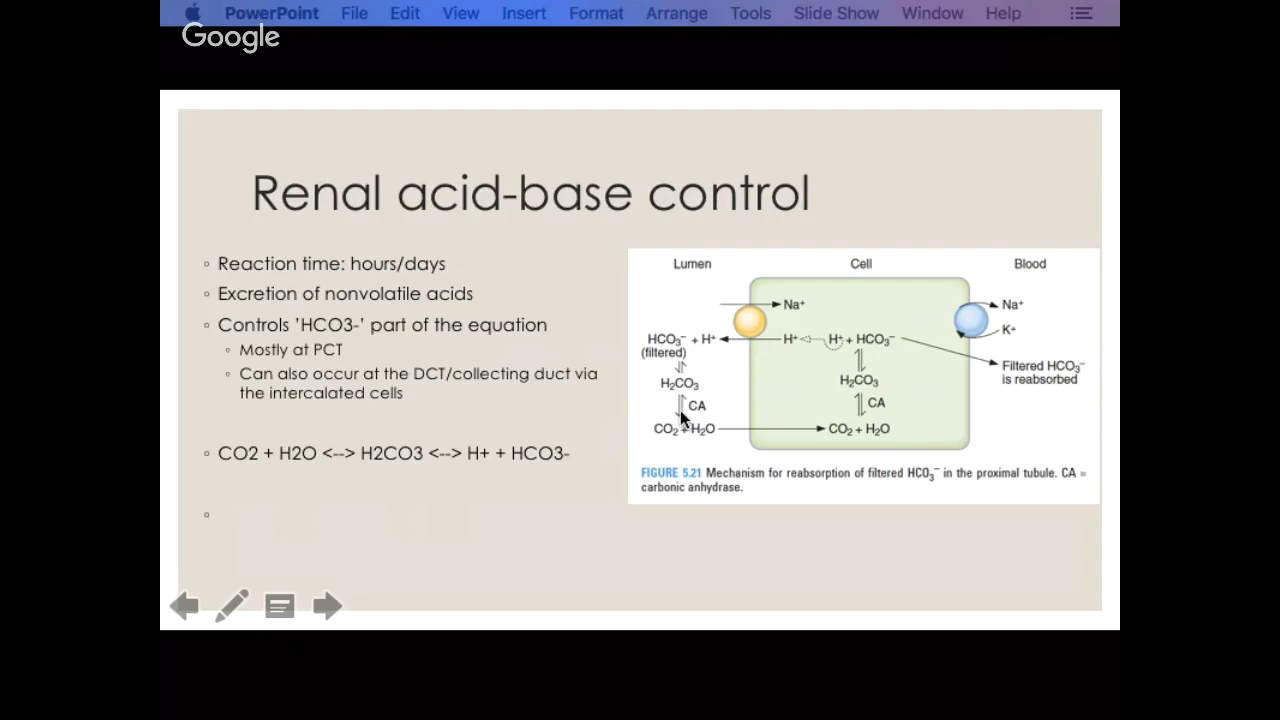 PowerPoint File Edit View Insert Format Arrange Tools Slide Show Window Help
Google
Renal acid-base control
Reaction time: hours/days
Excretion of nonvolatile acids
Controls 'HCO3-' part of the equation
Mostly at PCT
Can also occur at the DCT/collecting duct via
the intercalated cells
CO2 + H2O <--> H2CO3 <--> H+ + HCO3-
Lumen Cell Blood
Na⁺ Na⁺
K⁺
HCO₃⁻ + H⁺ H⁺ H⁺ + HCO₃⁻
(filtered)
Filtered HCO₃⁻
is reabsorbed
H₂CO₃ H₂CO₃
CA CA
CO₂ + H₂O CO₂ + H₂O
FIGURE 5.21 Mechanism for reabsorption of filtered HCO₃⁻ in the proximal tubule. CA =
carbonic anhydrase.